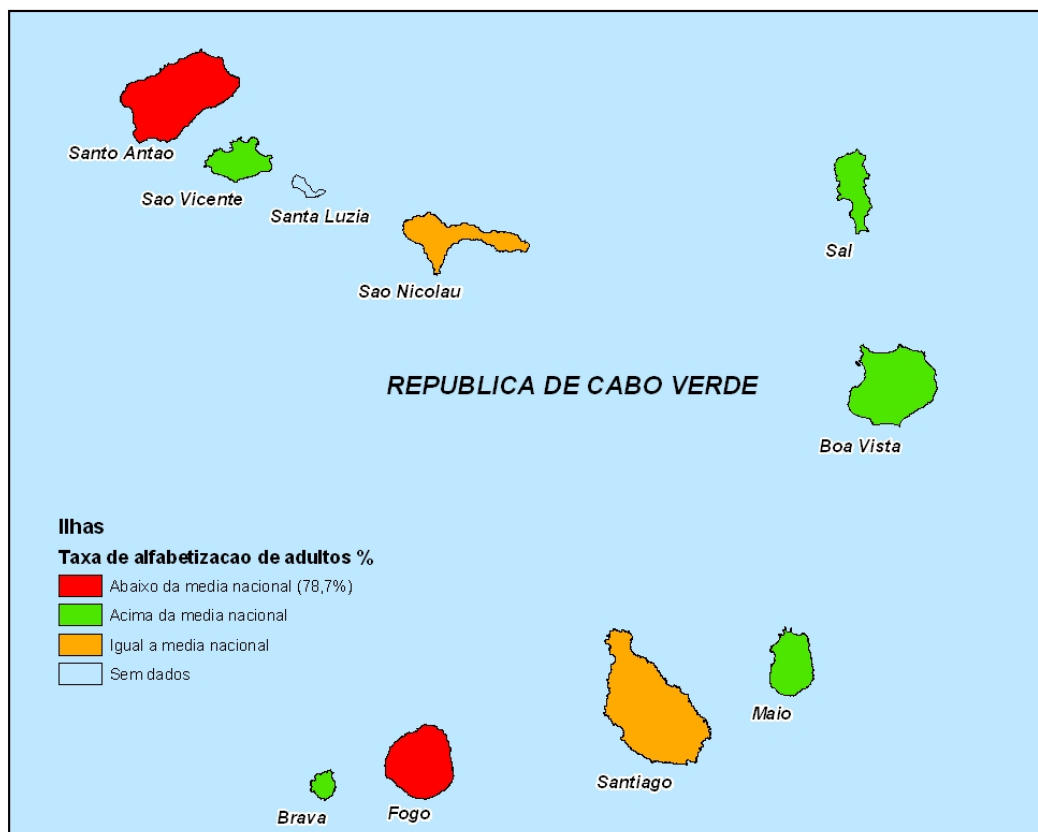 Santo Antao
Sao Vicente
Santa Luzia
Sao Nicolau
Sal
REPUBLICA DE CABO VERDE
Boa Vista
Ilhas
Taxa de alfabetizacao de adultos %
Abaixo da media nacional (78,7%)
Acima da media nacional
Igual a media nacional
Sem dados
Maio
Santiago
Fogo
Brava